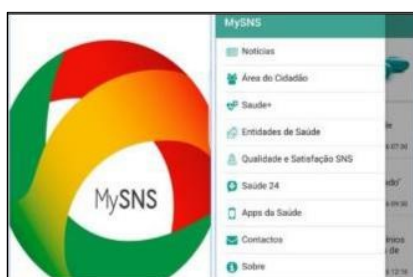 MySNS
MySNS
Notícias
Área do Cidadão
Saude+
Entidades de Saúde
Qualidade e Satisfação SNS
Saúde 24
Apps da Saúde
Contactos
Sobre